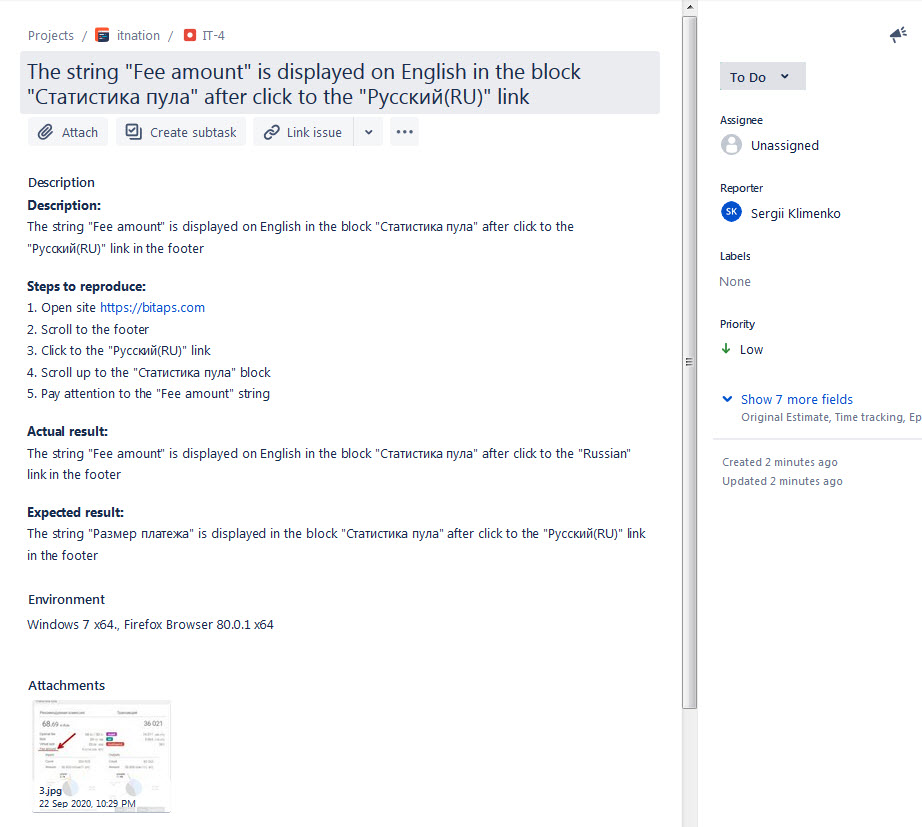 Projects / itnation / IT-4
The string "Fee amount" is displayed on English in the block
"Статистика пула" after click to the "Русский(RU)" link
Attach Create subtask Link issue
Description
Description:
The string "Fee amount" is displayed on English in the block "Статистика пула" after click to the
"Русский(RU)" link in the footer
Steps to reproduce:
1. Open site https://bitaps.com
2. Scroll to the footer
3. Click to the "Русский(RU)" link
4. Scroll up to the "Статистика пула" block
5. Pay attention to the "Fee amount" string
Actual result:
The string "Fee amount" is displayed on English in the block "Статистика пула" after click to the "Russian"
link in the footer
Expected result:
The string "Размер платежа" is displayed in the block "Статистика пула" after click to the "Русский(RU)" link
in the footer
Environment
Windows 7 x64., Firefox Browser 80.0.1 x64
Attachments
68.69
36 021
3.jpg
22 Sep 2020, 10:29 PM
To Do
Assignee
Unassigned
Reporter
SK Sergii Klimenko
Labels
None
Priority
Low
Show 7 more fields
Original Estimate, Time tracking, Ep
Created 2 minutes ago
Updated 2 minutes ago